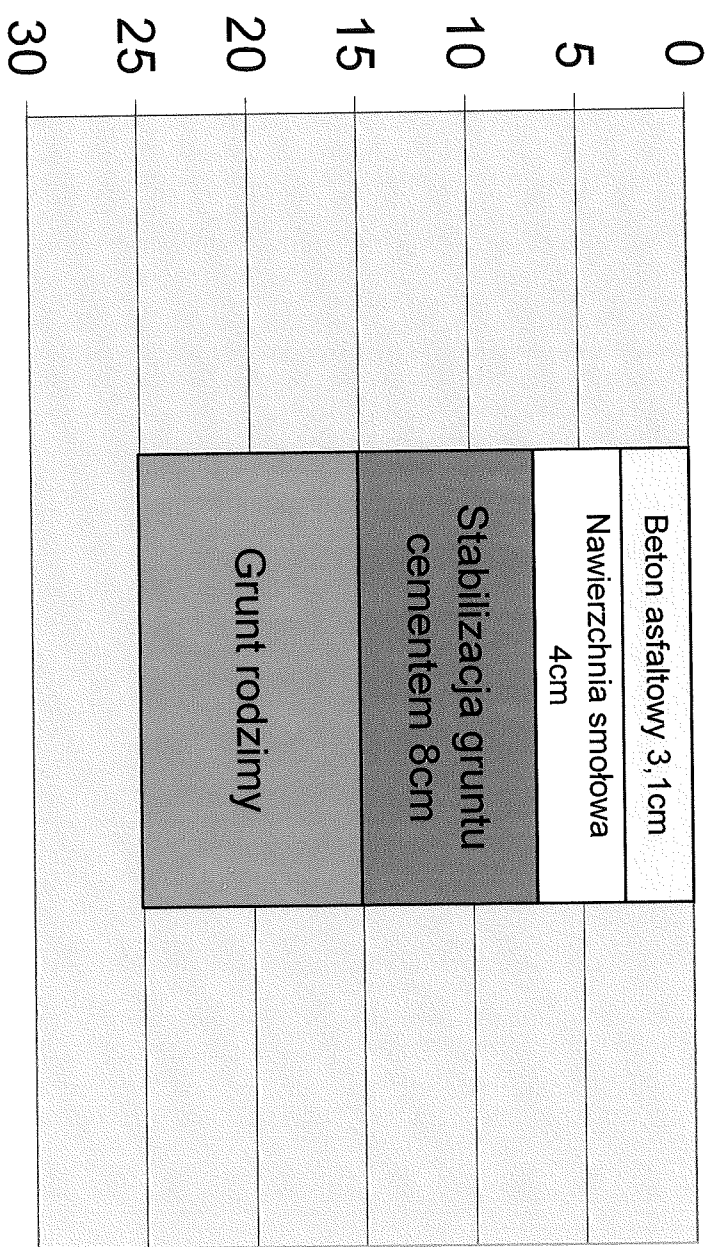 0
5
10
15
20
25
30
Beton asfaltowy 3,1cm
Nawierzchnia smołowa
4cm
Stabilizacja gruntu
cementem 8cm
Grunt rodzimy